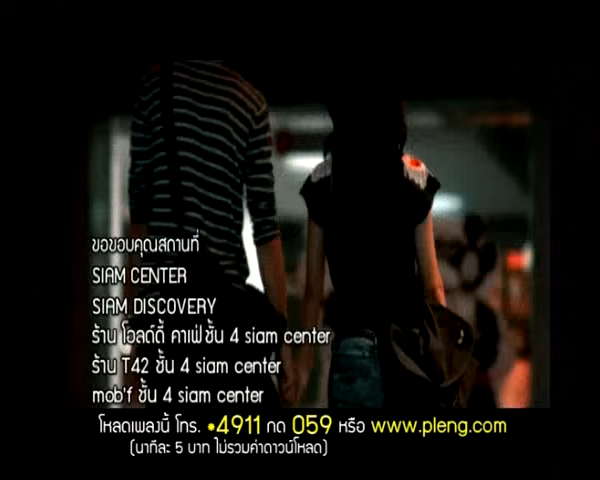 ขอขอบคุณสถานที่
SIAM CENTER
SIAM DISCOVERY
ร้าน โอลด์ดี้ คาเฟ่ ชั้น 4 siam center
ร้าน T42 ชั้น 4 siam center
mob'f ชั้น 4 siam center
โหลดเพลงนี้ โทร. *4911 กด 059 หรือ www.pleng.com
(นาทีละ 5 บาท ไม่รวมค่าดาวน์โหลด)